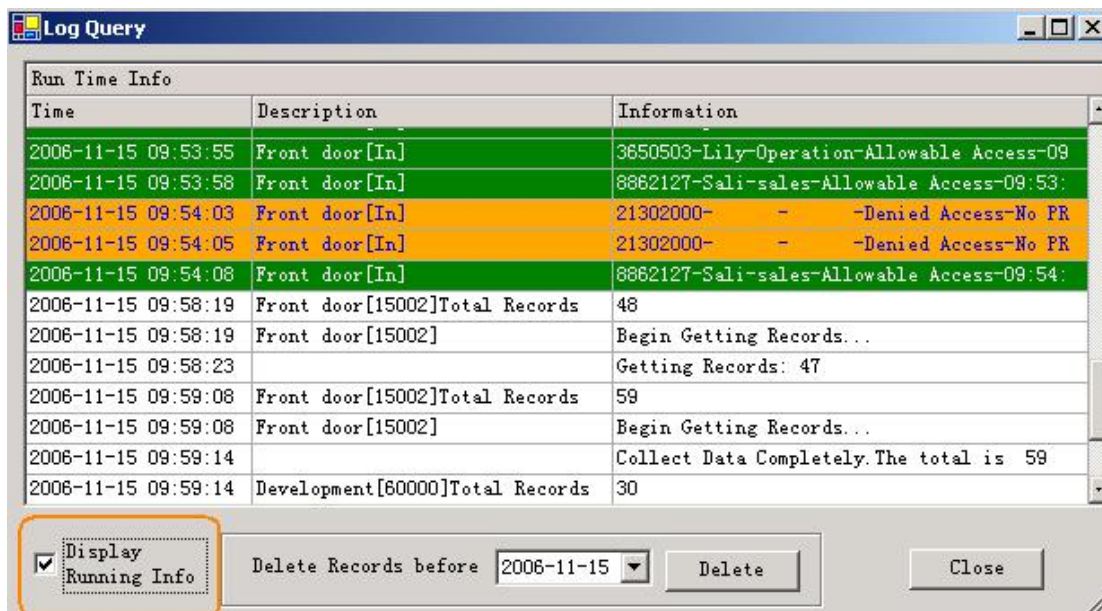 Log Query
Run Time Info
Time Description Information
2006-11-15 09:53:55 Front door[In] 3650503-Lily-Operation-Allowable Access-09
2006-11-15 09:53:58 Front door[In] 8862127-Sali-sales-Allowable Access-09:53:
2006-11-15 09:54:03 Front door[In] 21302000- - -Denied Access-No PR
2006-11-15 09:54:05 Front door[In] 21302000- - -Denied Access-No PR
2006-11-15 09:54:08 Front door[In] 8862127-Sali-sales-Allowable Access-09:54:
2006-11-15 09:58:19 Front door[15002]Total Records 48
2006-11-15 09:58:19 Front door[15002] Begin Getting Records...
2006-11-15 09:58:23 Getting Records: 47
2006-11-15 09:59:08 Front door[15002]Total Records 59
2006-11-15 09:59:08 Front door[15002] Begin Getting Records...
2006-11-15 09:59:14 Collect Data Completely.The total is 59
2006-11-15 09:59:14 Development[60000]Total Records 30
Display
Running Info
Delete Records before 2006-11-15 Delete Close